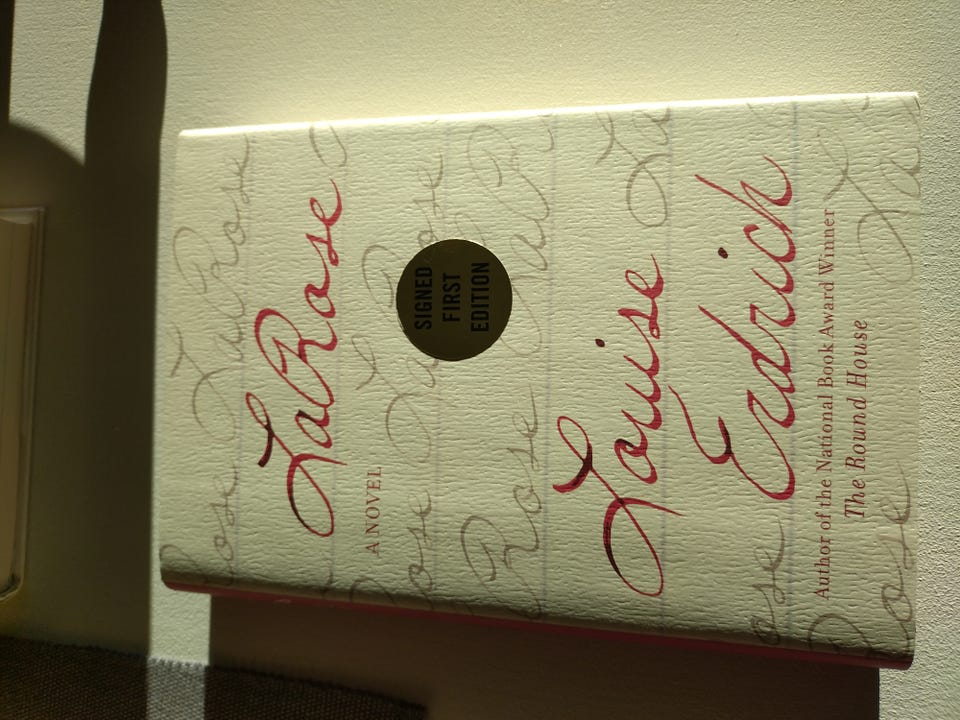 LaRose
A NOVEL
SIGNED
FIRST
EDITION
Louise
Erdrich
Author of the National Book Award Winner
The Round House